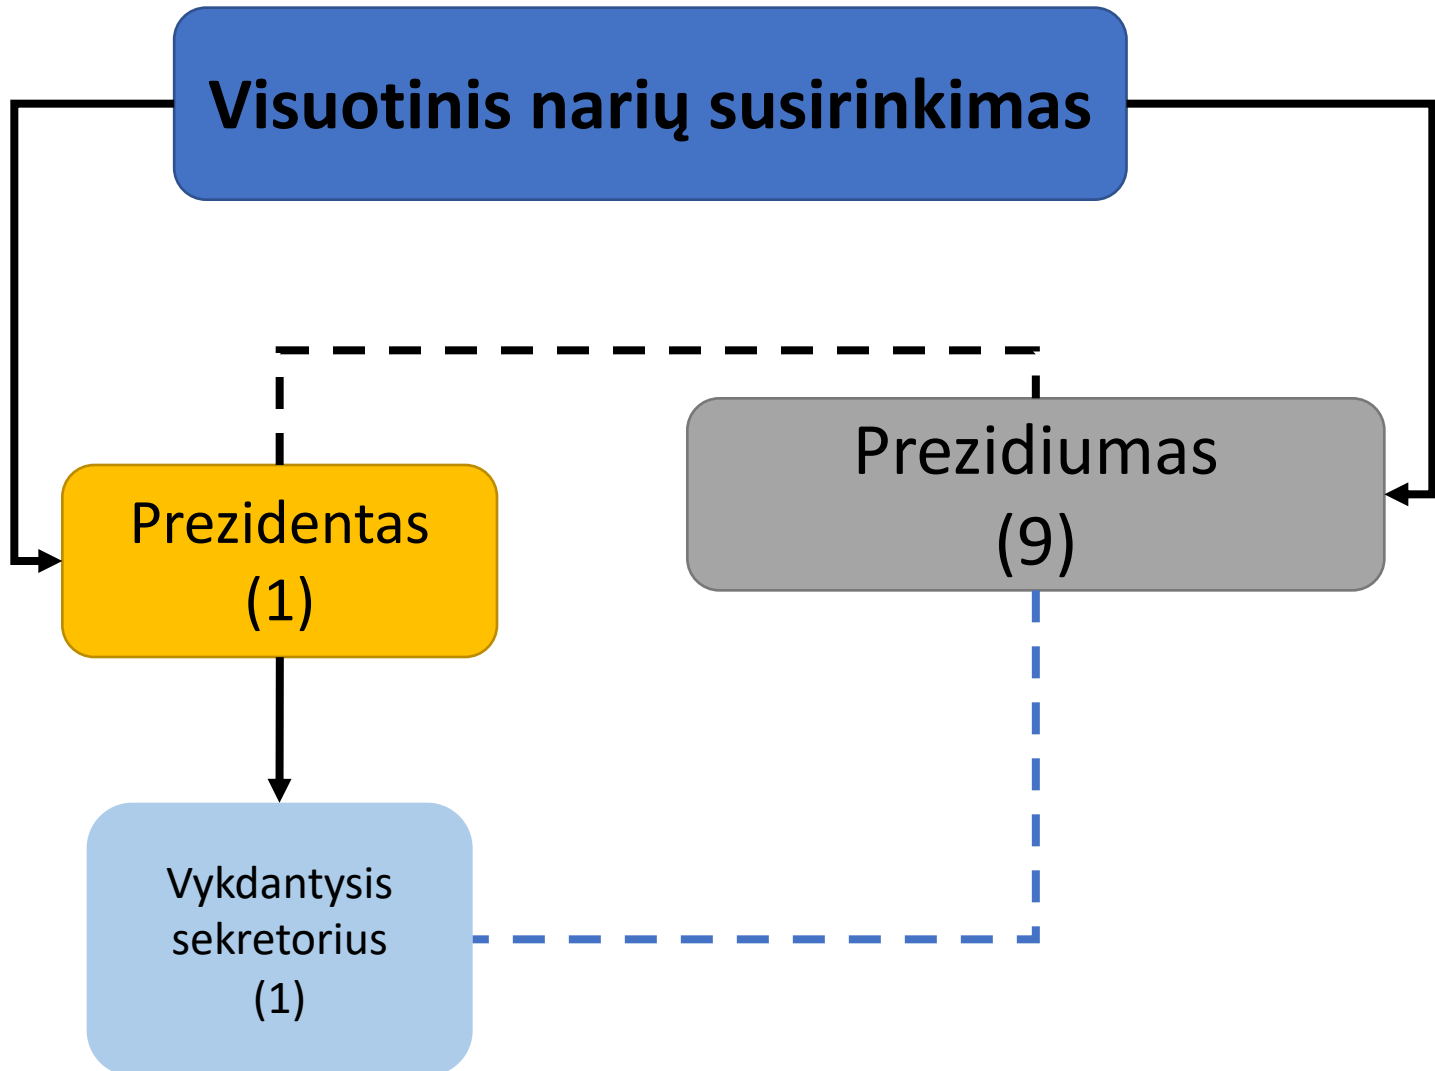 Visuotinis narių susirinkimas
Prezidiumas
(9)
Prezidentas
(1)
Vykdantysis
sekretorius
(1)